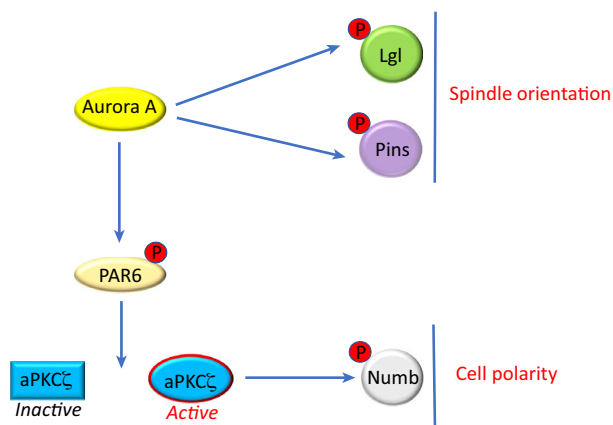 P
Lgl
Aurora A
Spindle orientation
P
Pins
P
PAR6
aPKCζ
Inactive
aPKCζ
Active
P
Numb
Cell polarity